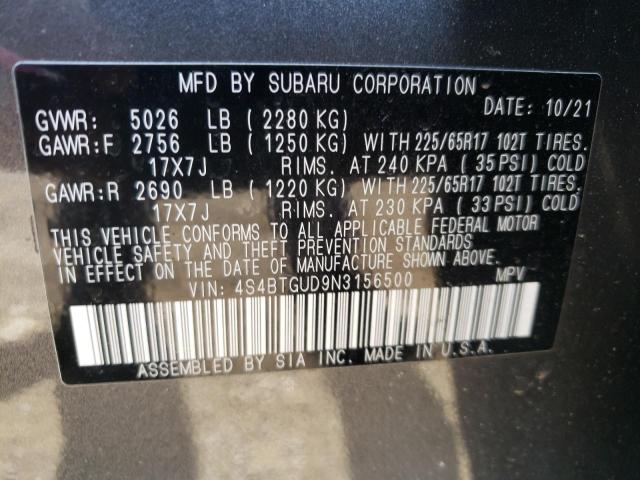 MFD BY SUBARU CORPORATION
DATE: 10/21
GVWR: 5026 LB ( 2280 KG)
GAWR:F 2756 LB ( 1250 KG) WITH 225/65R17 102T TIRES.
17X7J RIMS. AT 240 KPA ( 35 PSI) COLD
GAWR:R 2690 LB ( 1220 KG) WITH 225/65R17 102T TIRES.
17X7J RIMS. AT 230 KPA ( 33 PSI) COLD
THIS VEHICLE CONFORMS TO ALL APPLICABLE FEDERAL MOTOR
VEHICLE SAFETY AND THEFT PREVENTION STANDARDS
IN EFFECT ON THE DATE OF MANUFACTURE SHOWN ABOVE.
VIN: 4S4BTGUD9N3156500 MPV
ASSEMBLED BY SIA INC. MADE IN U.S.A.